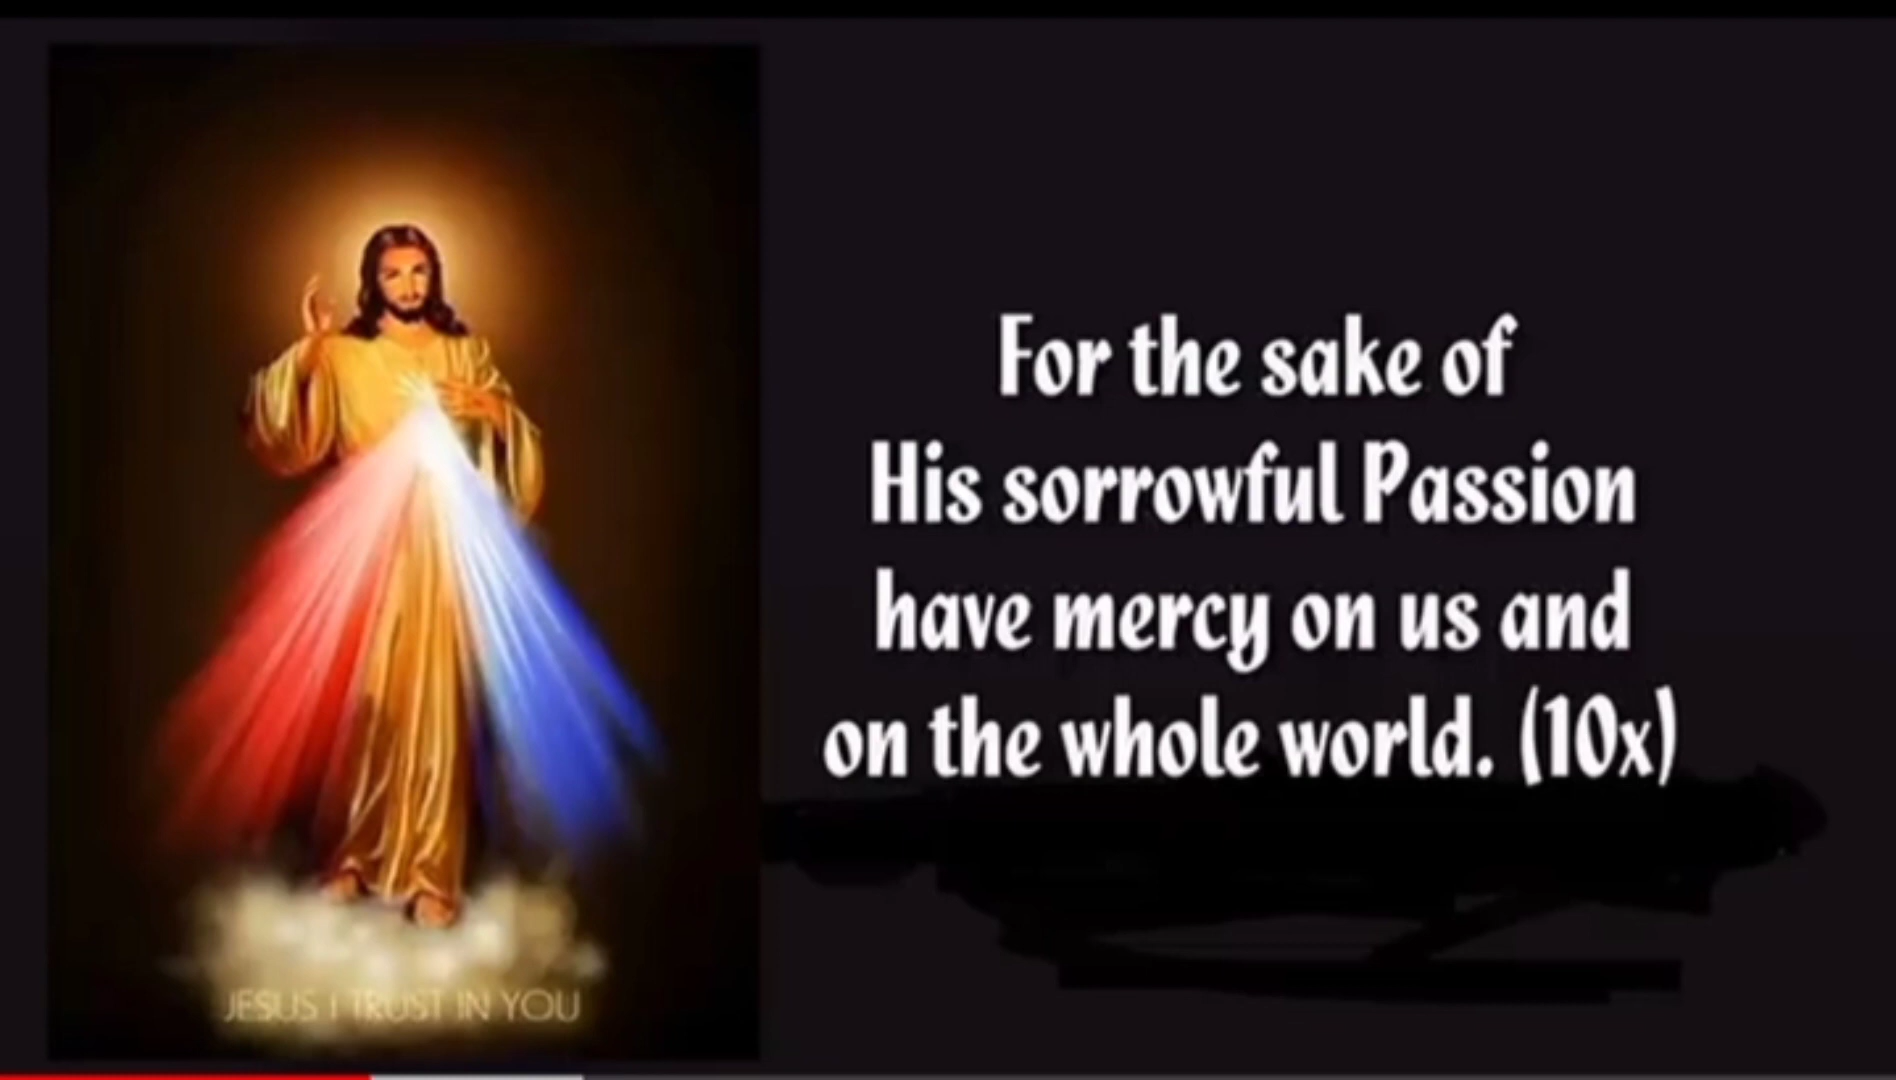 For the sake of
His sorrowful Passion
have mercy on us and
on the whole world. (10x)
JESUS I TRUST IN YOU